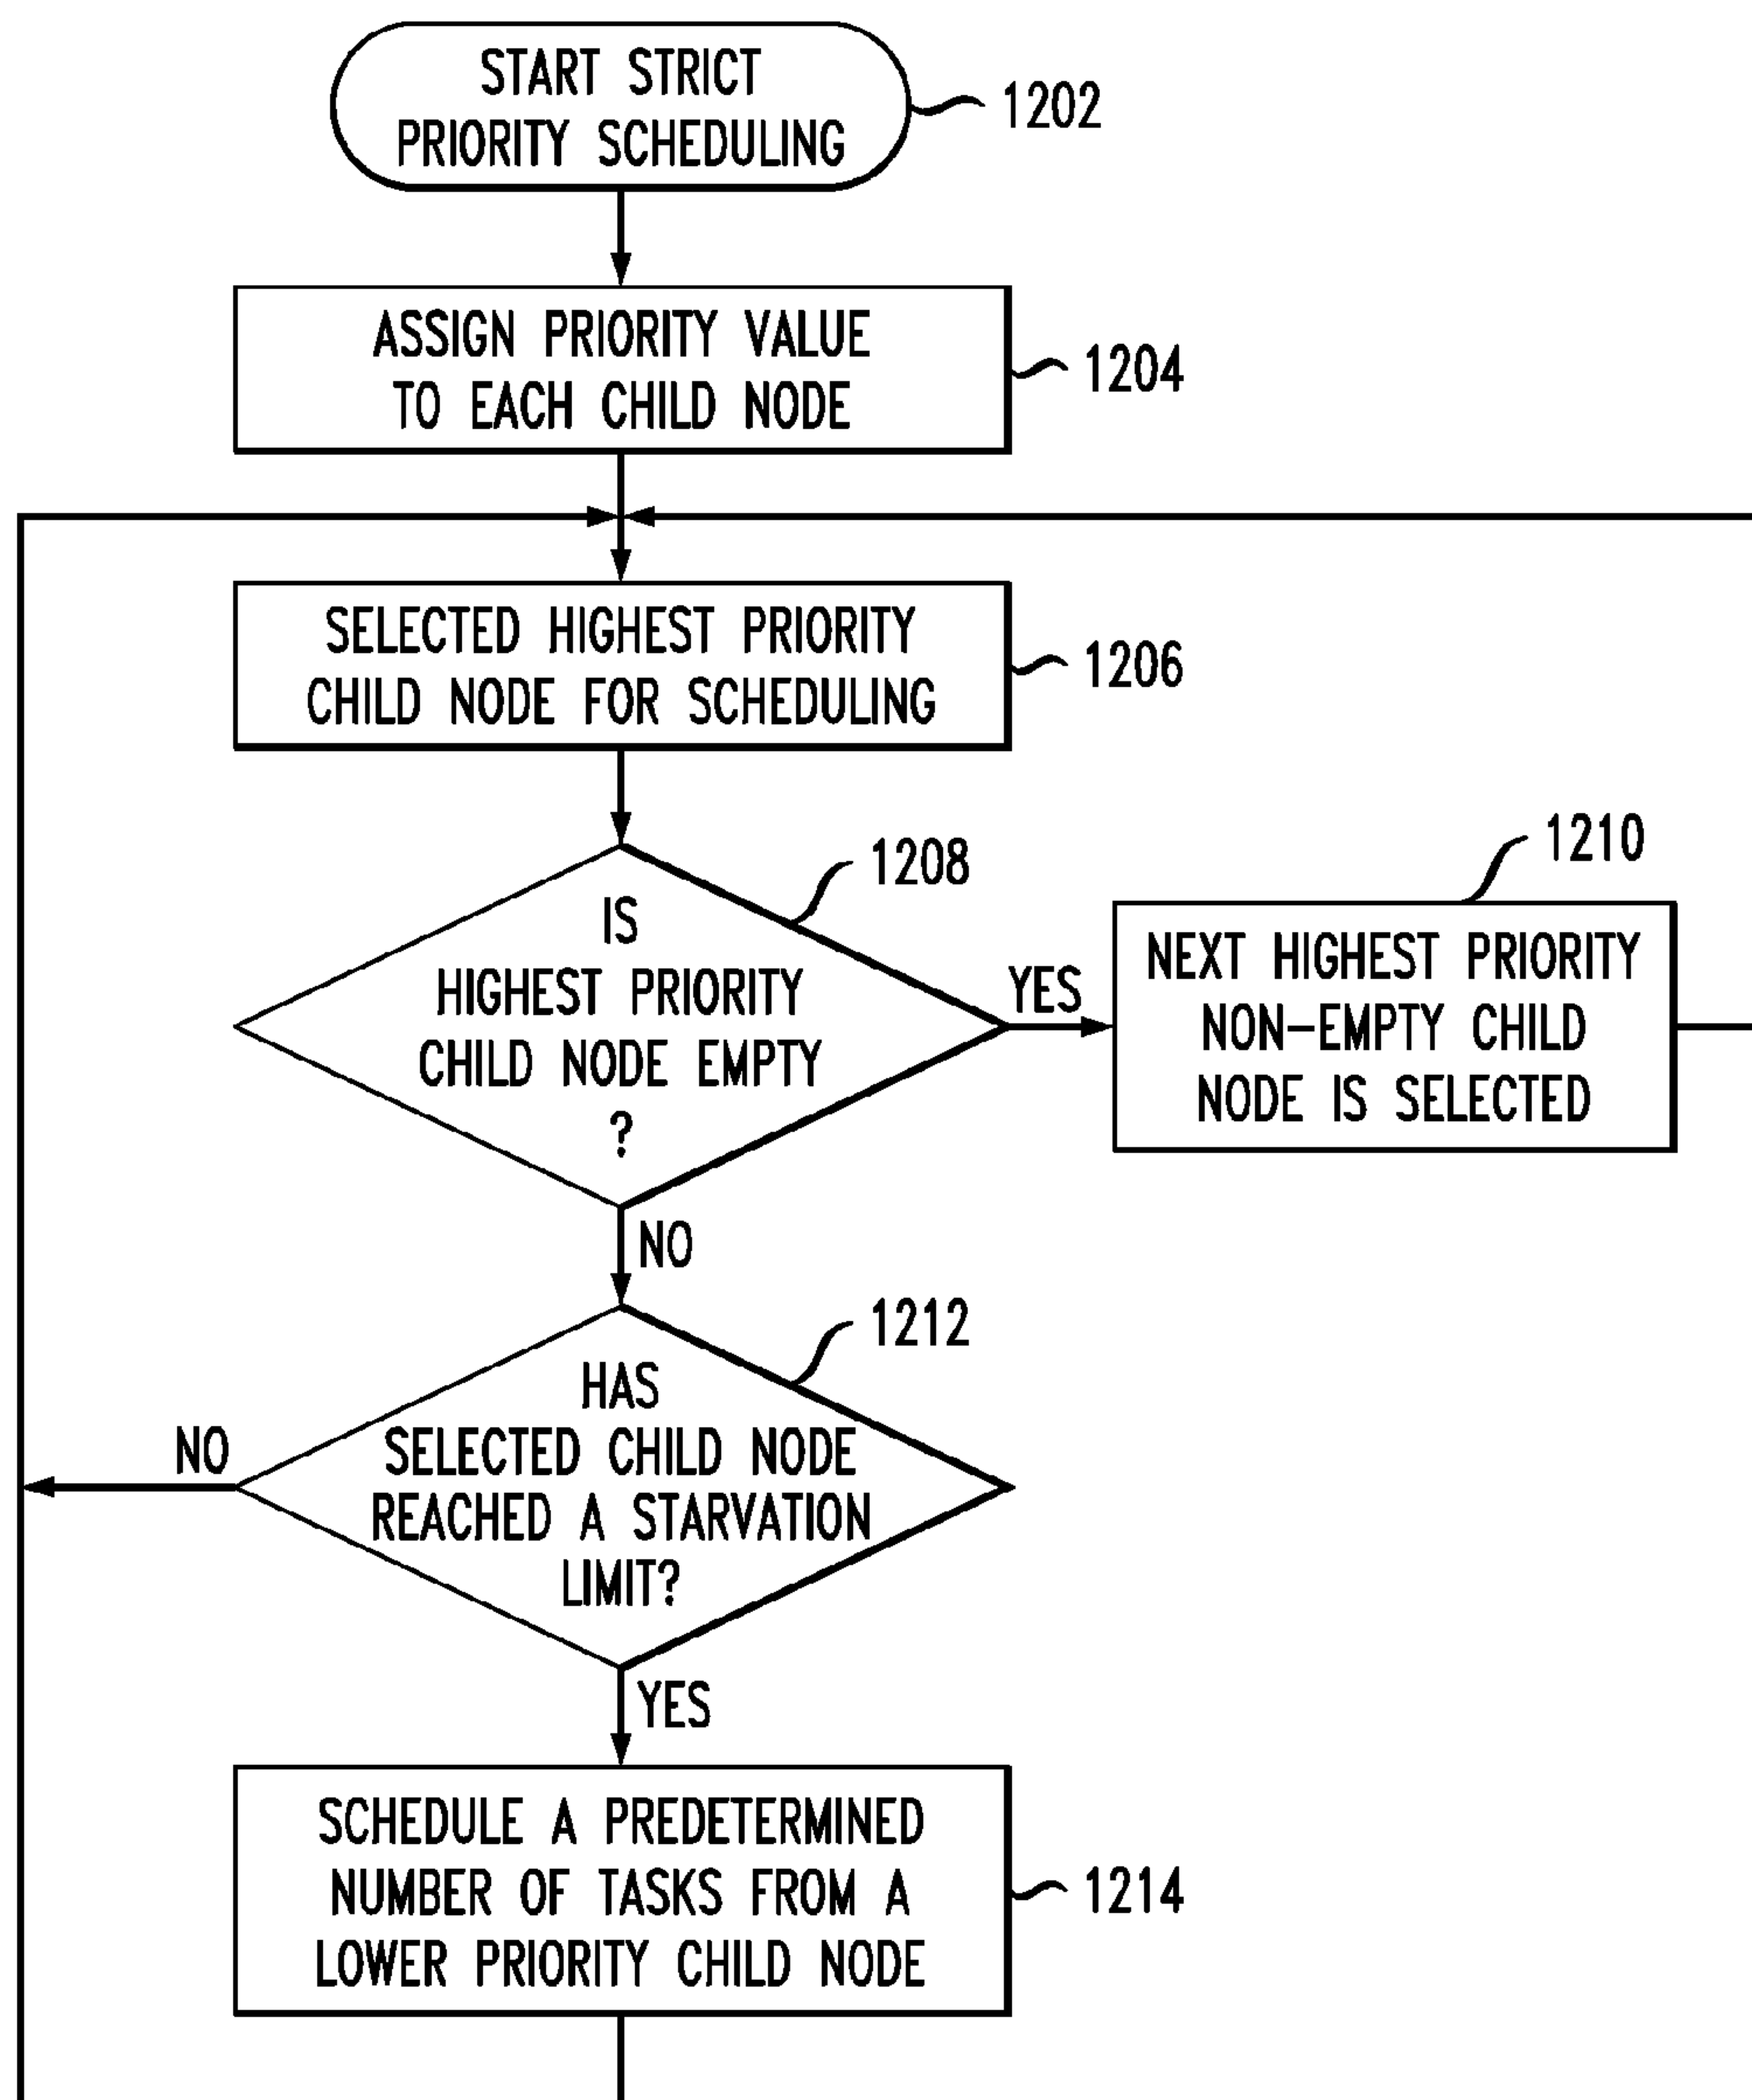 START STRICT
PRIORITY SCHEDULING
1202
ASSIGN PRIORITY VALUE
TO EACH CHILD NODE
1204
SELECTED HIGHEST PRIORITY
CHILD NODE FOR SCHEDULING
1206
1208
IS
HIGHEST PRIORITY
CHILD NODE EMPTY
?
YES
1210
NEXT HIGHEST PRIORITY
NON-EMPTY CHILD
NODE IS SELECTED
NO
1212
HAS
SELECTED CHILD NODE
REACHED A STARVATION
LIMIT?
NO
YES
SCHEDULE A PREDETERMINED
NUMBER OF TASKS FROM A
LOWER PRIORITY CHILD NODE
1214